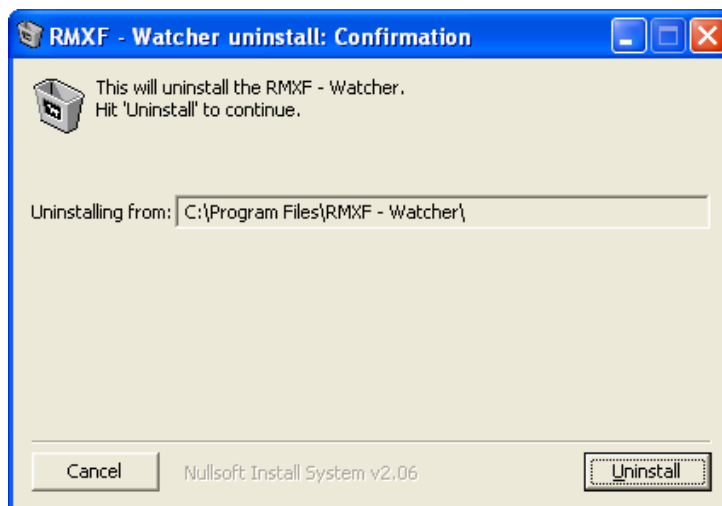 RMXF - Watcher uninstall: Confirmation
This will uninstall the RMXF - Watcher.
Hit 'Uninstall' to continue.
Uninstalling from: C:\Program Files\RMXF - Watcher\
Cancel Nullsoft Install System v2.06 Uninstall